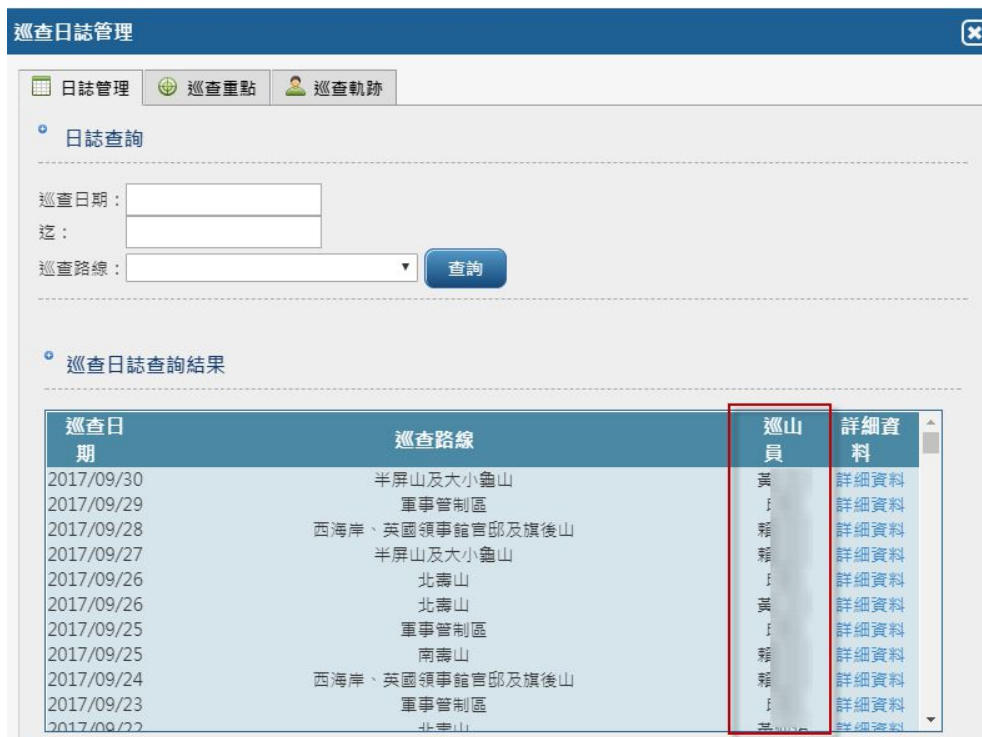 巡查日誌管理
日誌管理 巡查重點 巡查軌跡
日誌查詢
巡查日期：
迄：
巡查路線： 查詢
巡查日誌查詢結果
巡查日期 巡查路線 巡山員 詳細資料
2017/09/30 半屏山及大小龜山 黃 詳細資料
2017/09/29 軍事管制區 詳細資料
2017/09/28 西海岸、英國領事館官邸及旗後山 賴 詳細資料
2017/09/27 半屏山及大小龜山 賴 詳細資料
2017/09/26 北壽山 詳細資料
2017/09/26 北壽山 黃 詳細資料
2017/09/25 軍事管制區 詳細資料
2017/09/25 南壽山 賴 詳細資料
2017/09/24 西海岸、英國領事館官邸及旗後山 賴 詳細資料
2017/09/23 軍事管制區 詳細資料
2017/09/22 北壽山 詳細資料